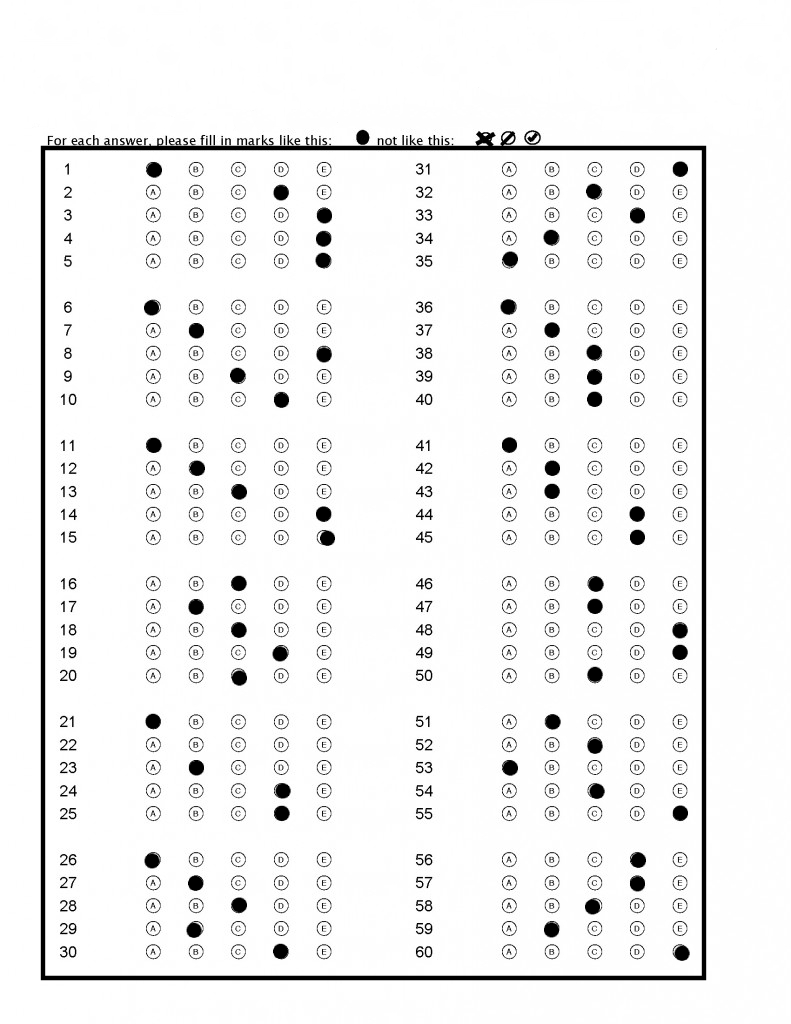 For each answer, please fill in marks like this: not like this:
1 B C D E 31 A B C D
2 A B C E 32 A B D E
3 A B C D 33 A B C E
4 A B C D 34 A C D E
5 A B C D 35 B C D E
6 B C D E 36 B C D E
7 A C D E 37 A C D E
8 A B C D 38 A B D E
9 A B D E 39 A B D E
10 A B C E 40 A B D E
11 B C D E 41 B C D E
12 A C D E 42 A C D E
13 A B D E 43 A C D E
14 A B C D 44 A B C E
15 A B C D 45 A B C E
16 A B D E 46 A B D E
17 A C D E 47 A B D E
18 A B D E 48 A B C D
19 A B C E 49 A B C D
20 A B D E 50 A B D E
21 B C D E 51 A C D E
22 A B C D E 52 A B D E
23 A C D E 53 B C D E
24 A B C E 54 A B D E
25 A B C E 55 A B C D
26 B C D E 56 A B C E
27 A C D E 57 A B C E
28 A B D E 58 A B D E
29 A C D E 59 A C D E
30 A B C E 60 A B C D